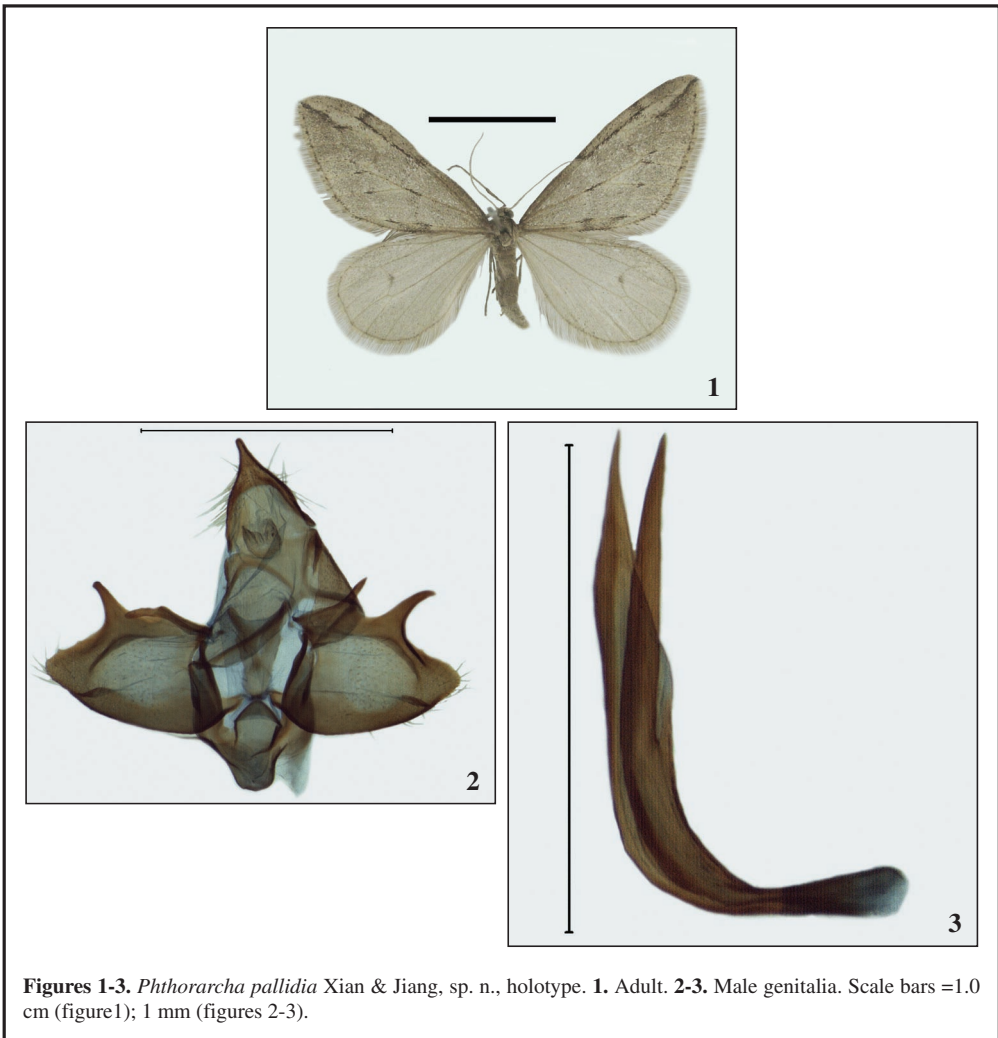 1
2
3
Figures 1-3. Phthorarcha pallidia Xian & Jiang, sp. n., holotype. 1. Adult. 2-3. Male genitalia. Scale bars =1.0
cm (figure1); 1 mm (figures 2-3).